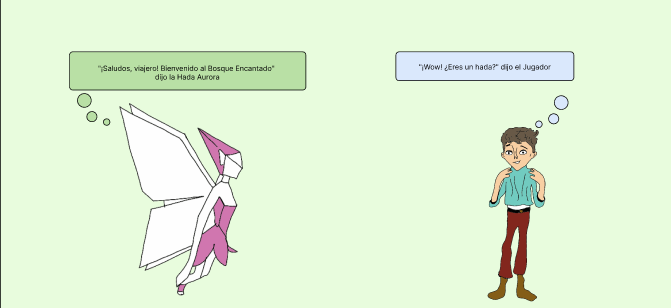 "¡Saludos, viajero! Bienvenido al Bosque Encantado"
dijo la Hada Aurora
"¡Wow! ¿Eres un hada?" dijo el Jugador